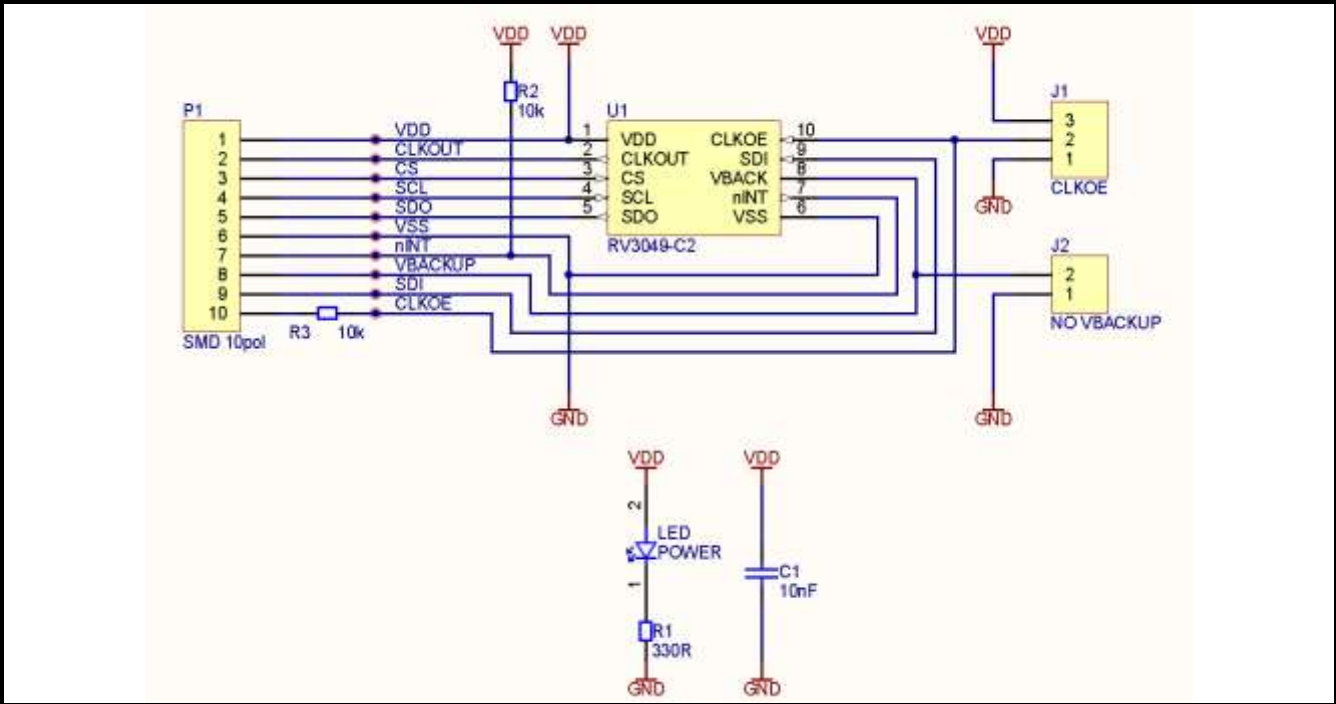 VDD VDD VDD
R2
10k
P1
U1
J1
1 VDD 1 VDD CLKOE 10
2 CLKOUT 2 CLKOUT SDI 9
3 CS 3 CS VBACK 8
4 SCL 4 SCL nINT 7
5 SDO 5 SDO VSS 6
6 VSS
7 nINT
8 VBACKUP
9 SDI
10 CLKOE
RV3049-C2
3
2
1
CLKOE
GND
J2
2
1
NO VBACKUP
R3 10k
SMD 10pol
GND GND
VDD VDD
2
LED
POWER
1
C1
10nF
R1
330R
GND GND